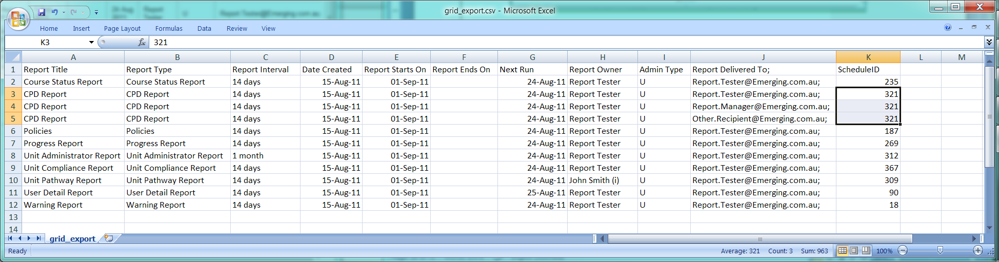 grid_export.csv - Microsoft Excel
Home Insert Page Layout Formulas Data Review View
K3 fx 321
A B C D E F G H I J K L M
1 Report Title Report Type Report Interval Date Created Report Starts On Report Ends On Next Run Report Owner Admin Type Report Delivered To; ScheduleID
2 Course Status Report Course Status Report 14 days 15-Aug-11 01-Sep-11 24-Aug-11 Report Tester U Report.Tester@Emerging.com.au; 235
3 CPD Report CPD Report 14 days 15-Aug-11 01-Sep-11 24-Aug-11 Report Tester U Report.Tester@Emerging.com.au; 321
4 CPD Report CPD Report 14 days 15-Aug-11 01-Sep-11 24-Aug-11 Report Tester U Report.Manager@Emerging.com.au; 321
5 CPD Report CPD Report 14 days 15-Aug-11 01-Sep-11 24-Aug-11 Report Tester U Other.Recipient@Emerging.com.au; 321
6 Policies Policies 14 days 15-Aug-11 01-Sep-11 24-Aug-11 Report Tester U Report.Tester@Emerging.com.au; 187
7 Progress Report Progress Report 14 days 15-Aug-11 01-Sep-11 24-Aug-11 Report Tester U Report.Tester@Emerging.com.au; 269
8 Unit Administrator Report Unit Administrator Report 1 month 15-Aug-11 01-Sep-11 24-Aug-11 Report Tester U Report.Tester@Emerging.com.au; 312
9 Unit Compliance Report Unit Compliance Report 14 days 15-Aug-11 01-Sep-11 24-Aug-11 Report Tester U Report.Tester@Emerging.com.au; 367
10 Unit Pathway Report Unit Pathway Report 14 days 15-Aug-11 01-Sep-11 24-Aug-11 John Smith (i) U Report.Tester@Emerging.com.au; 309
11 User Detail Report User Detail Report 14 days 15-Aug-11 01-Sep-11 25-Aug-11 Report Tester U Report.Tester@Emerging.com.au; 90
12 Warning Report Warning Report 14 days 15-Aug-11 01-Sep-11 24-Aug-11 Report Tester U Report.Tester@Emerging.com.au; 18
13
14
grid_export
Ready Average: 321 Count: 3 Sum: 963 100%